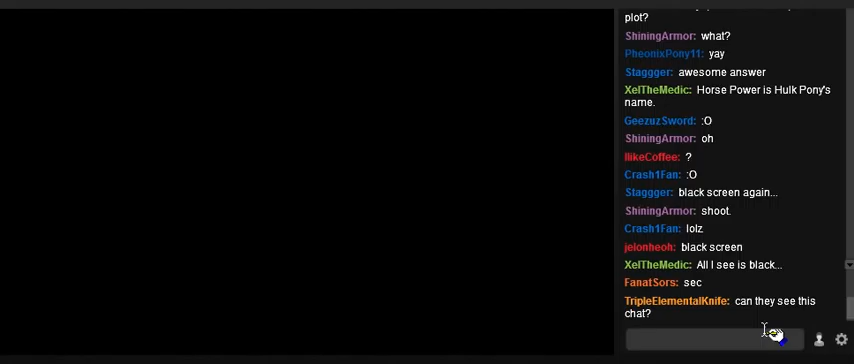 plot?
ShiningArmor: what?
PheonixPony11: yay
Staggger: awesome answer
XelTheMedic: Horse Power is Hulk Pony's
name.
GeezuzSword: :O
ShiningArmor: oh
IlikeCoffee: ?
Crash1Fan: :O
Staggger: black screen again...
ShiningArmor: shoot.
Crash1Fan: lolz
jelonheoh: black screen
XelTheMedic: All I see is black...
FanatSors: sec
TripleElementalKnife: can they see this
chat?